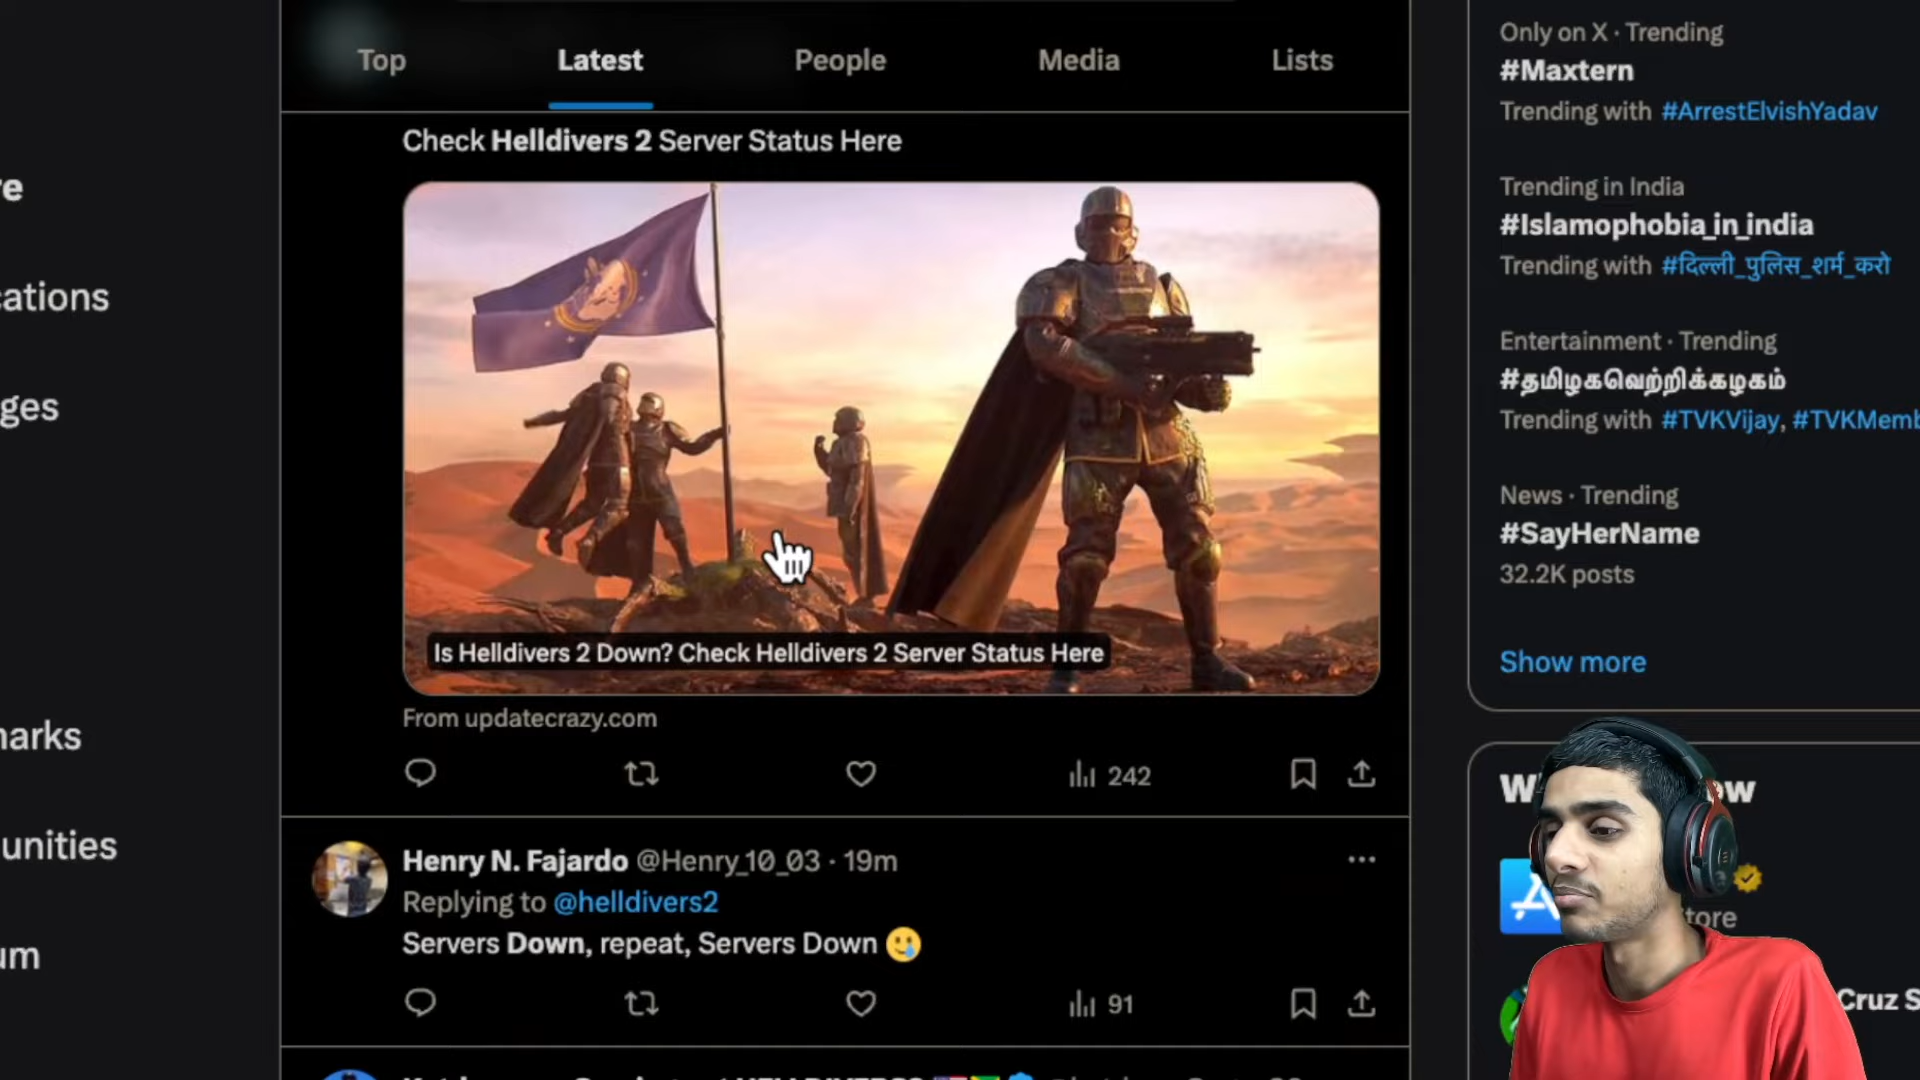 Top
Latest
People
Media
Lists
Check Helldivers 2 Server Status Here
Is Helldivers 2 Down? Check Helldivers 2 Server Status Here
From updatecrazy.com
242
Henry N. Fajardo @Henry_10_03 · 19m
Replying to @helldivers2
Servers Down, repeat, Servers Down 🥲
91
re
cations
ges
narks
unities
um
Only on X · Trending
#Maxtern
Trending with #ArrestElvishYadav
Trending in India
#Islamophobia_in_india
Trending with #दिल्ली_पुलिस_शर्म_करो
Entertainment · Trending
#தமிழகவெற்றிக்கழகம்
Trending with #TVKVijay, #TVKMemb
News · Trending
#SayHerName
32.2K posts
Show more
W ow
tore
Cruz S